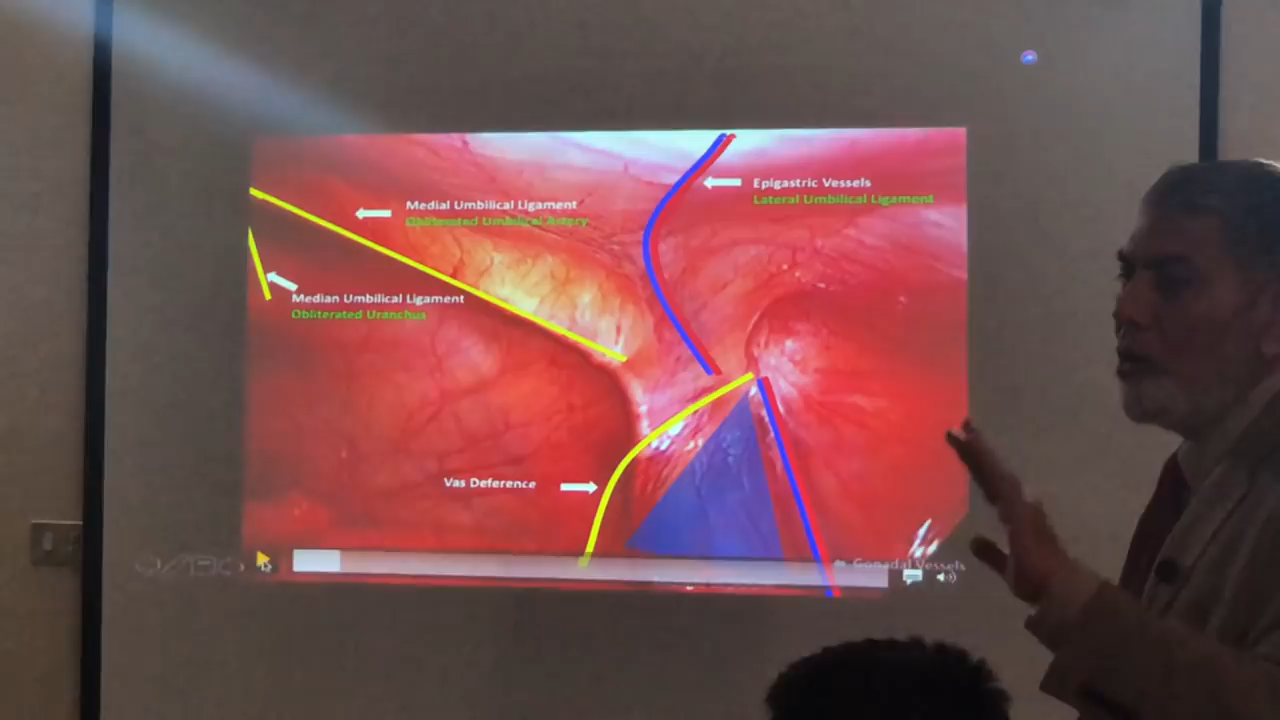 Epigastric Vessels
Lateral Umbilical Ligament
Medial Umbilical Ligament
Obliterated Umbilical Artery
Median Umbilical Ligament
Obliterated Uranchus
Vas Deference
Gonadal Vessels